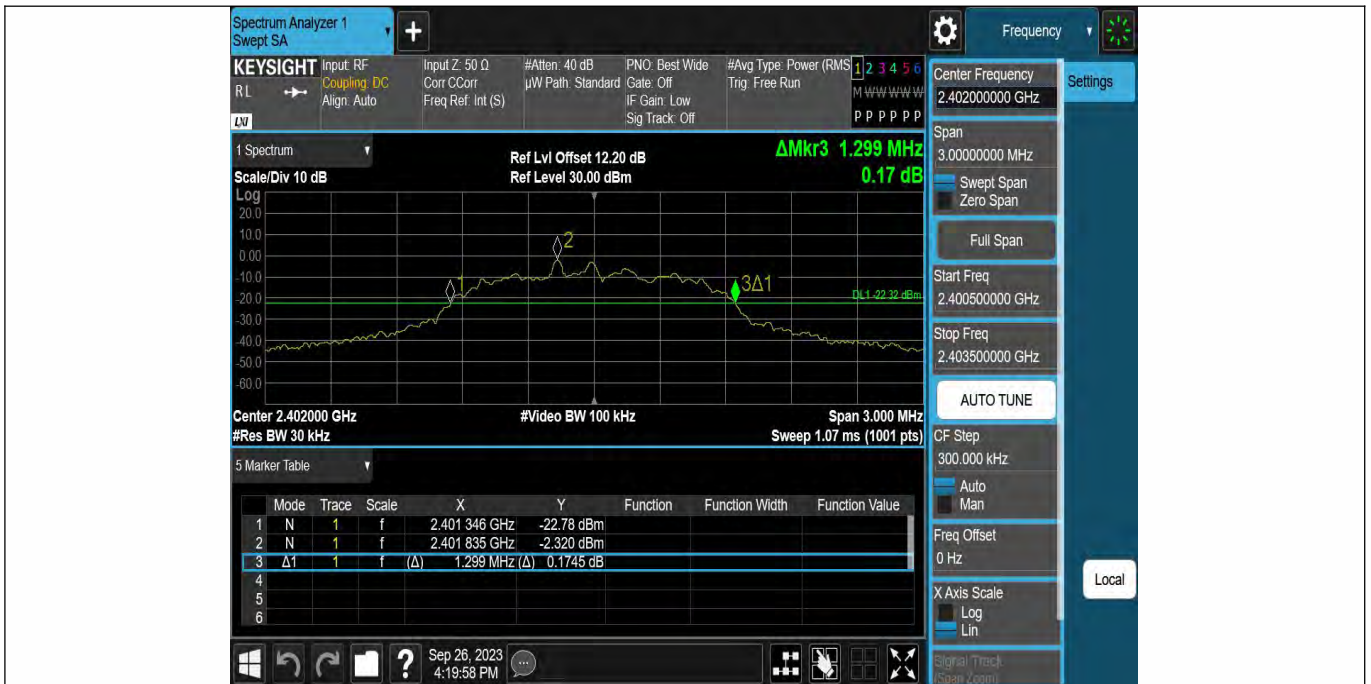 Spectrum Analyzer 1
Swept SA
+
Frequency
KEYSIGHT
RL
LXI
Input: RF
Coupling: DC
Align: Auto
Input Z: 50 Ω
Corr CCorr
Freq Ref: Int (S)
#Atten: 40 dB
µW Path: Standard
PNO: Best Wide
Gate: Off
IF Gain: Low
Sig Track: Off
#Avg Type: Power (RMS
Trig: Free Run
1 2 3 4 5 6
M W W W W W
P P P P P P
1 Spectrum
Scale/Div 10 dB
Ref Lvl Offset 12.20 dB
Ref Level 30.00 dBm
ΔMkr3 1.299 MHz
0.17 dB
Log
20.0
10.0
0.00
-10.0
-20.0
-30.0
-40.0
-50.0
-60.0
1
2
3Δ1
DL1 -22.32 dBm
Center 2.402000 GHz
#Video BW 100 kHz
Span 3.000 MHz
#Res BW 30 kHz
Sweep 1.07 ms (1001 pts)
5 Marker Table
Mode Trace Scale X Y Function Function Width Function Value
1 N 1 f 2.401 346 GHz -22.78 dBm
2 N 1 f 2.401 835 GHz -2.320 dBm
3 Δ1 1 f (Δ) 1.299 MHz (Δ) 0.1745 dB
4
5
6
Sep 26, 2023
4:19:58 PM
Center Frequency
2.402000000 GHz
Settings
Span
3.00000000 MHz
Swept Span
Zero Span
Full Span
Start Freq
2.400500000 GHz
Stop Freq
2.403500000 GHz
AUTO TUNE
CF Step
300.000 kHz
Auto
Man
Freq Offset
0 Hz
Local
X Axis Scale
Log
Lin
Signal Track
(Span Zoom)